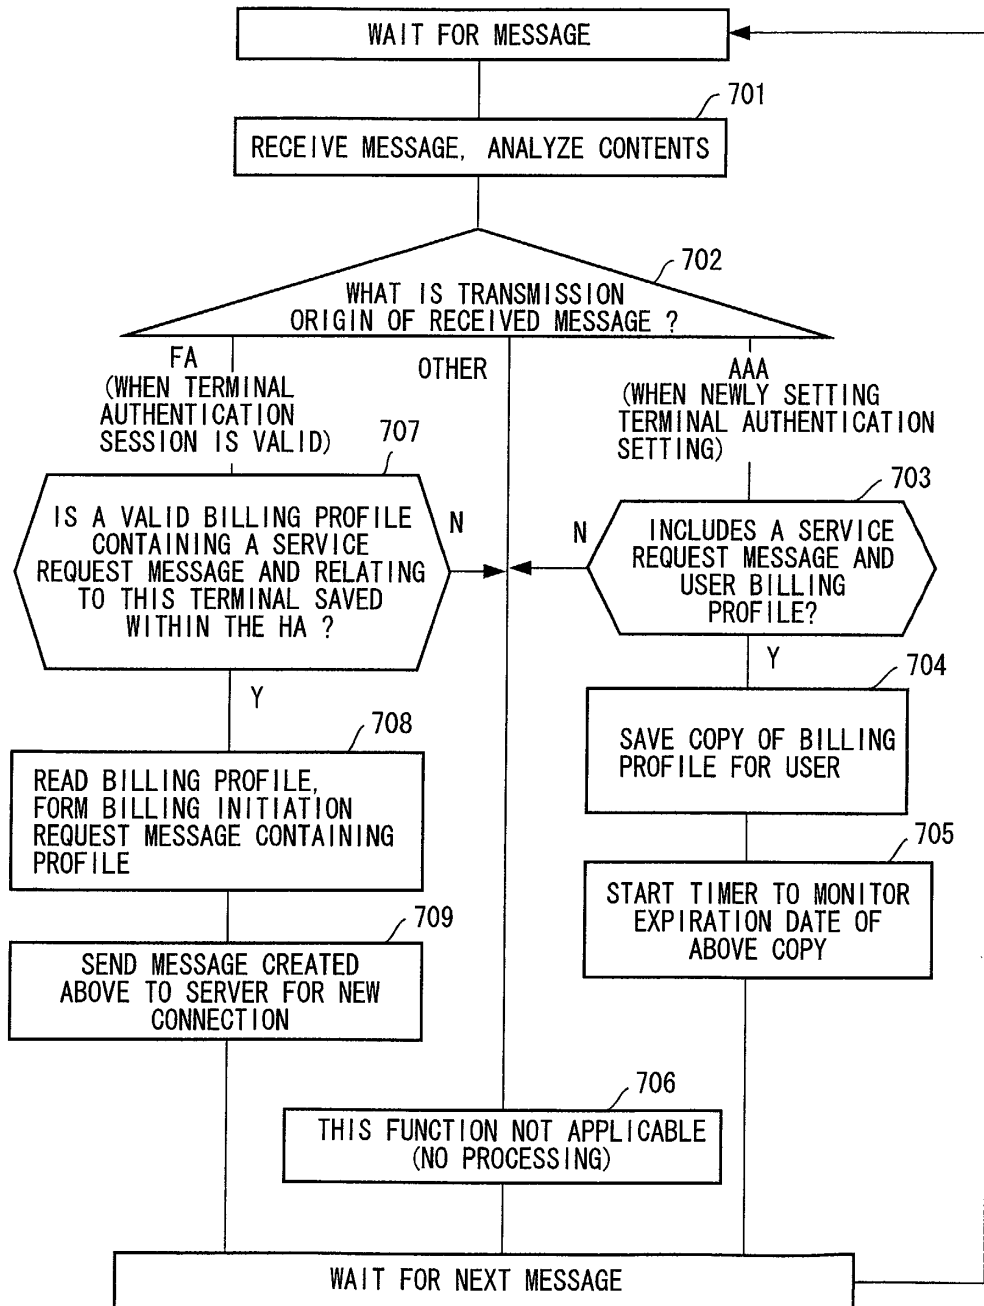 WAIT FOR MESSAGE
701
RECEIVE MESSAGE, ANALYZE CONTENTS
702
WHAT IS TRANSMISSION
ORIGIN OF RECEIVED MESSAGE ?
FA
(WHEN TERMINAL
AUTHENTICATION
SESSION IS VALID)
OTHER
AAA
(WHEN NEWLY SETTING
TERMINAL AUTHENTICATION
SETTING)
707
IS A VALID BILLING PROFILE
CONTAINING A SERVICE
REQUEST MESSAGE AND RELATING
TO THIS TERMINAL SAVED
WITHIN THE HA ?
N
Y
703
INCLUDES A SERVICE
REQUEST MESSAGE AND
USER BILLING
PROFILE?
N
Y
708
READ BILLING PROFILE,
FORM BILLING INITIATION
REQUEST MESSAGE CONTAINING
PROFILE
704
SAVE COPY OF BILLING
PROFILE FOR USER
709
SEND MESSAGE CREATED
ABOVE TO SERVER FOR NEW
CONNECTION
705
START TIMER TO MONITOR
EXPIRATION DATE OF
ABOVE COPY
706
THIS FUNCTION NOT APPLICABLE
(NO PROCESSING)
WAIT FOR NEXT MESSAGE